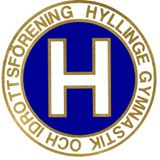 HYLLINGE GYMNASTIK OCH IDROTTSFÖRENING
H